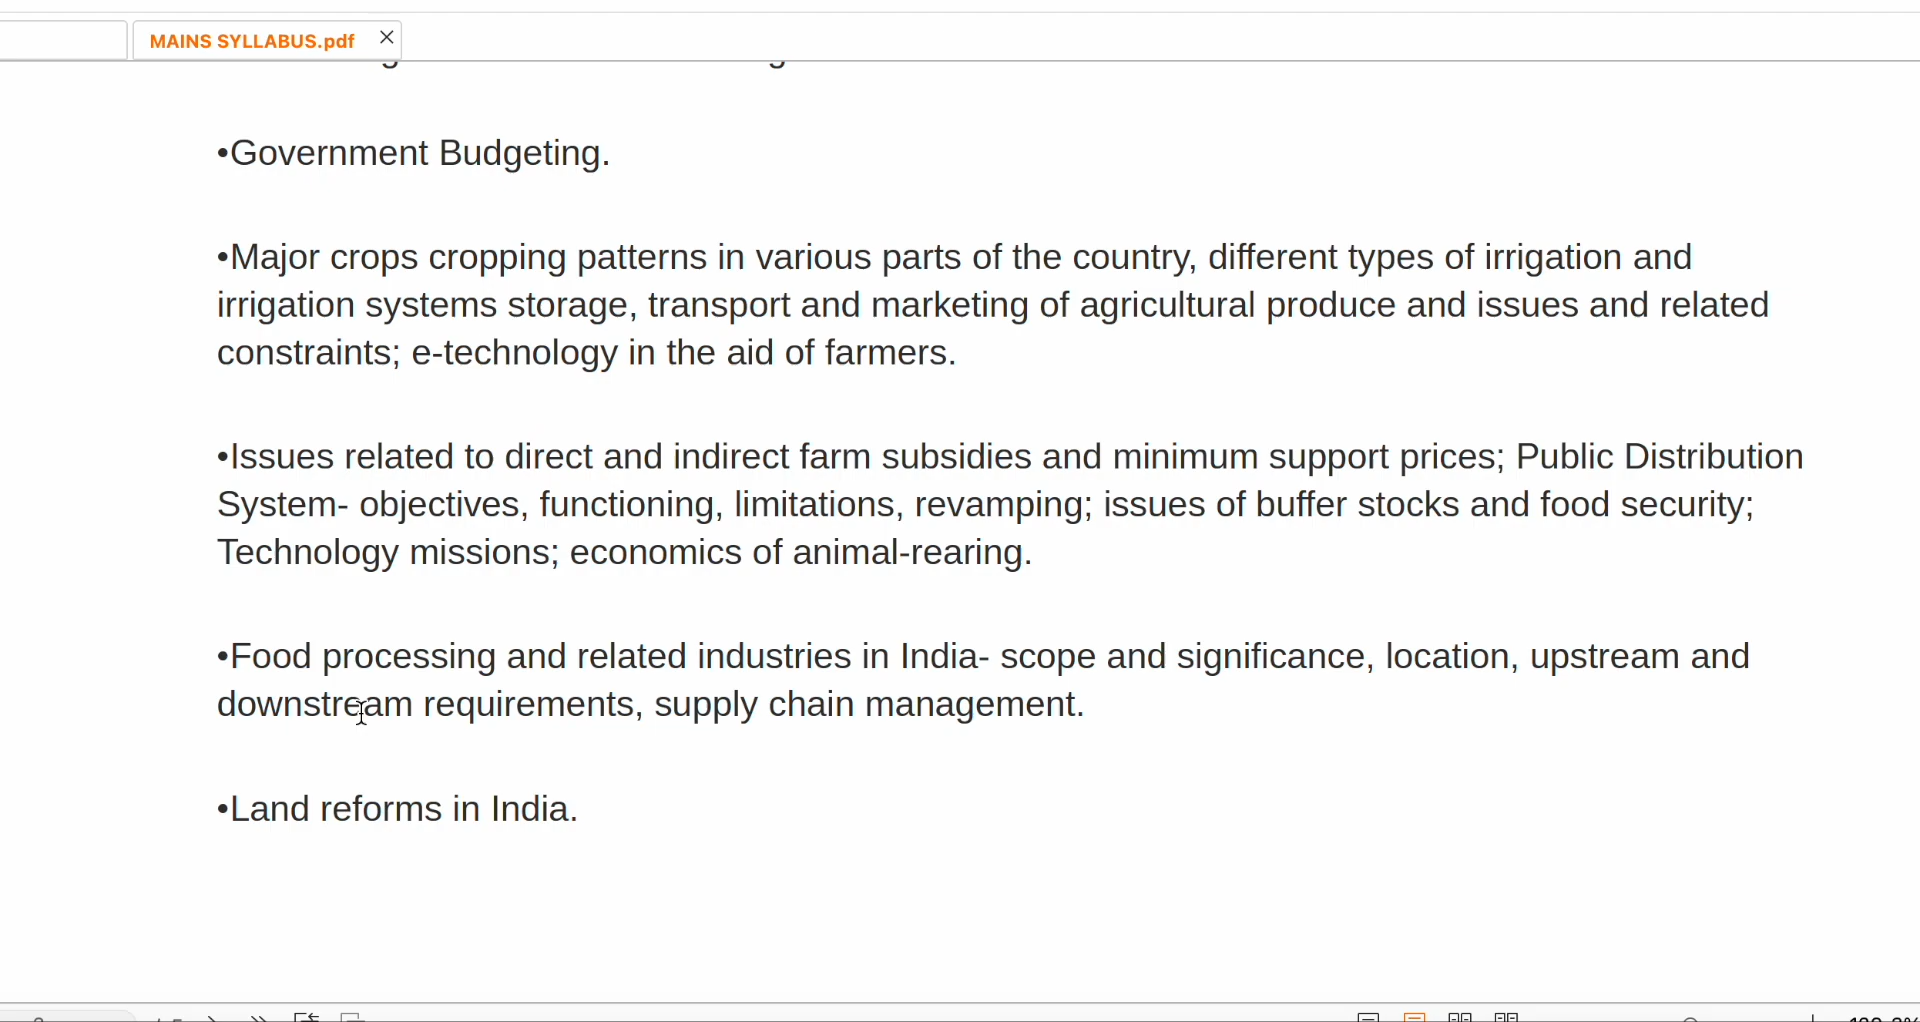 MAINS SYLLABUS.pdf
•Government Budgeting.
•Major crops cropping patterns in various parts of the country, different types of irrigation and
irrigation systems storage, transport and marketing of agricultural produce and issues and related
constraints; e-technology in the aid of farmers.
•Issues related to direct and indirect farm subsidies and minimum support prices; Public Distribution
System- objectives, functioning, limitations, revamping; issues of buffer stocks and food security;
Technology missions; economics of animal-rearing.
•Food processing and related industries in India- scope and significance, location, upstream and
downstream requirements, supply chain management.
•Land reforms in India.